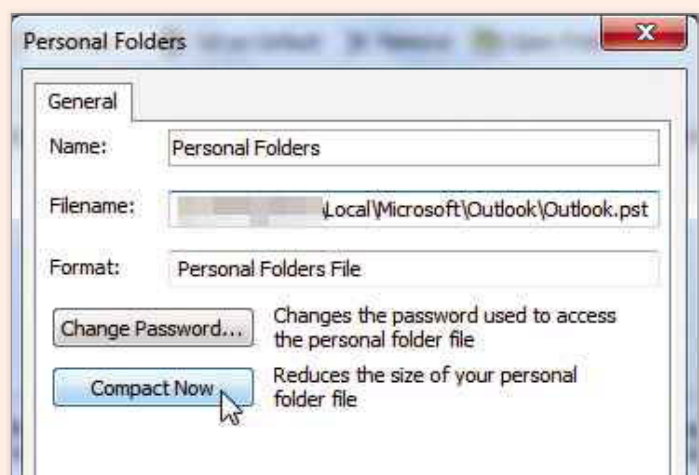 Personal Folders
General
Name: Personal Folders
Filename: \Local\Microsoft\Outlook\Outlook.pst
Format: Personal Folders File
Change Password... Changes the password used to access
the personal folder file
Compact Now Reduces the size of your personal
folder file